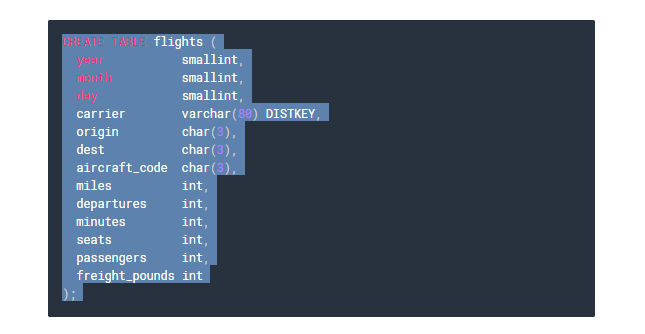 CREATE TABLE flights (
  year           smallint,
  month          smallint,
  day            smallint,
  carrier        varchar(80) DISTKEY,
  origin         char(3),
  dest           char(3),
  aircraft_code  char(3),
  miles          int,
  departures     int,
  minutes        int,
  seats          int,
  passengers     int,
  freight_pounds int
);